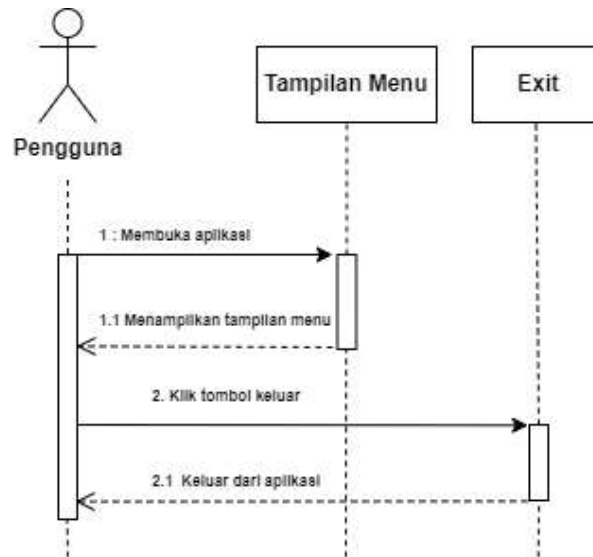 Tampilan Menu
Exit
Pengguna
1 : Membuka aplikasi
1.1 Menampilkan tampilan menu
2. Klik tombol keluar
2.1 Keluar dari aplikasi